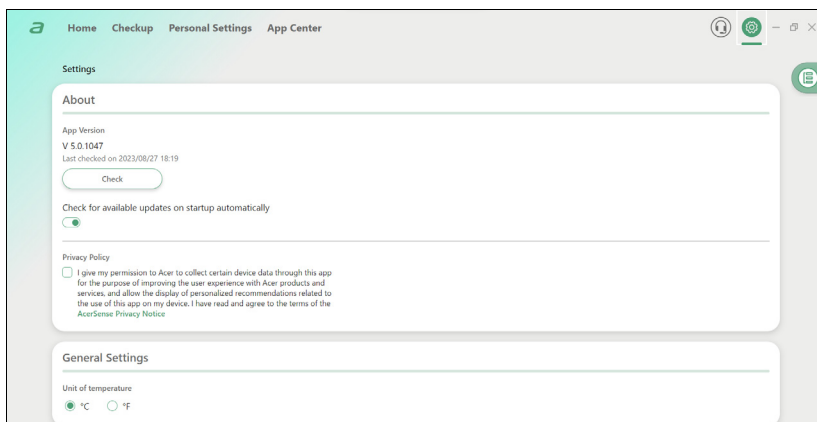 a Home Checkup Personal Settings App Center
Settings
About
App Version
V 5.0.1047
Last checked on 2023/08/27 18:19
Check
Check for available updates on startup automatically
Privacy Policy
I give my permission to Acer to collect certain device data through this app
for the purpose of improving the user experience with Acer products and
services, and allow the display of personalized recommendations related to
the use of this app on my device. I have read and agree to the terms of the
AcerSense Privacy Notice
General Settings
Unit of temperature
°C °F